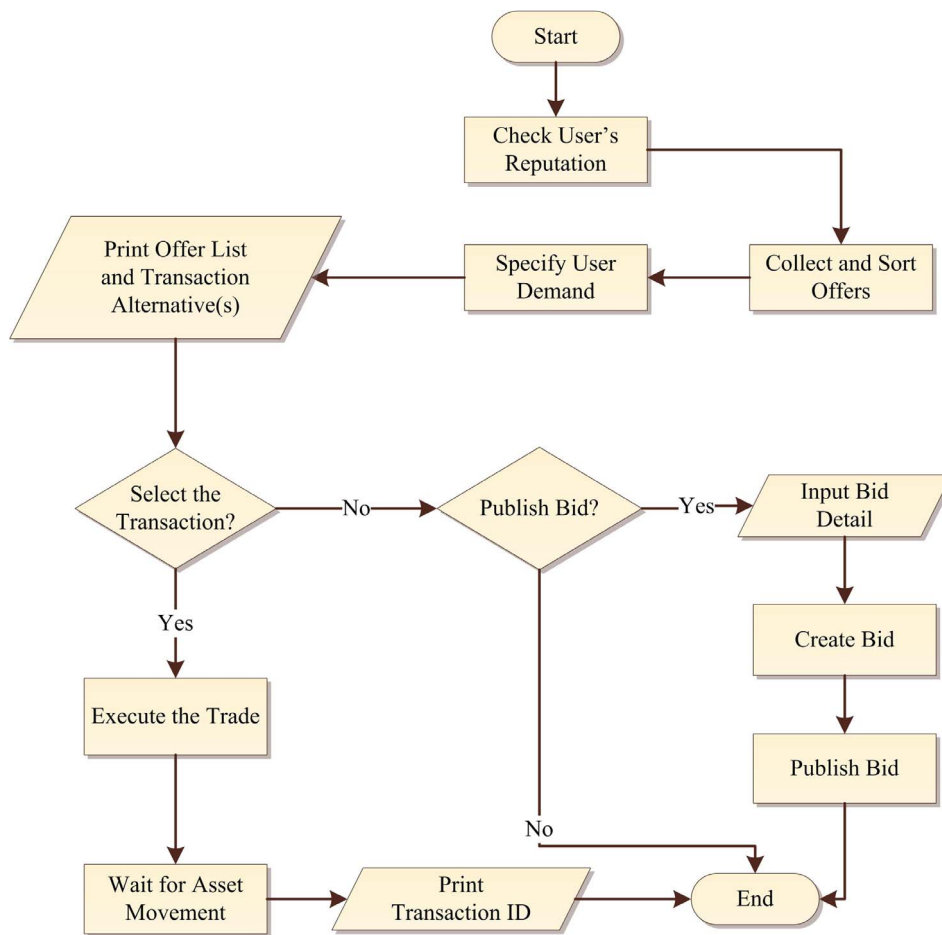 Start
Check User’s
Reputation
Collect and Sort
Offers
Specify User
Demand
Print Offer List
and Transaction
Alternative(s)
Select the
Transaction?
No
Publish Bid?
Yes
Input Bid
Detail
Yes
Create Bid
Execute the Trade
Publish Bid
No
Wait for Asset
Movement
Print
Transaction ID
End